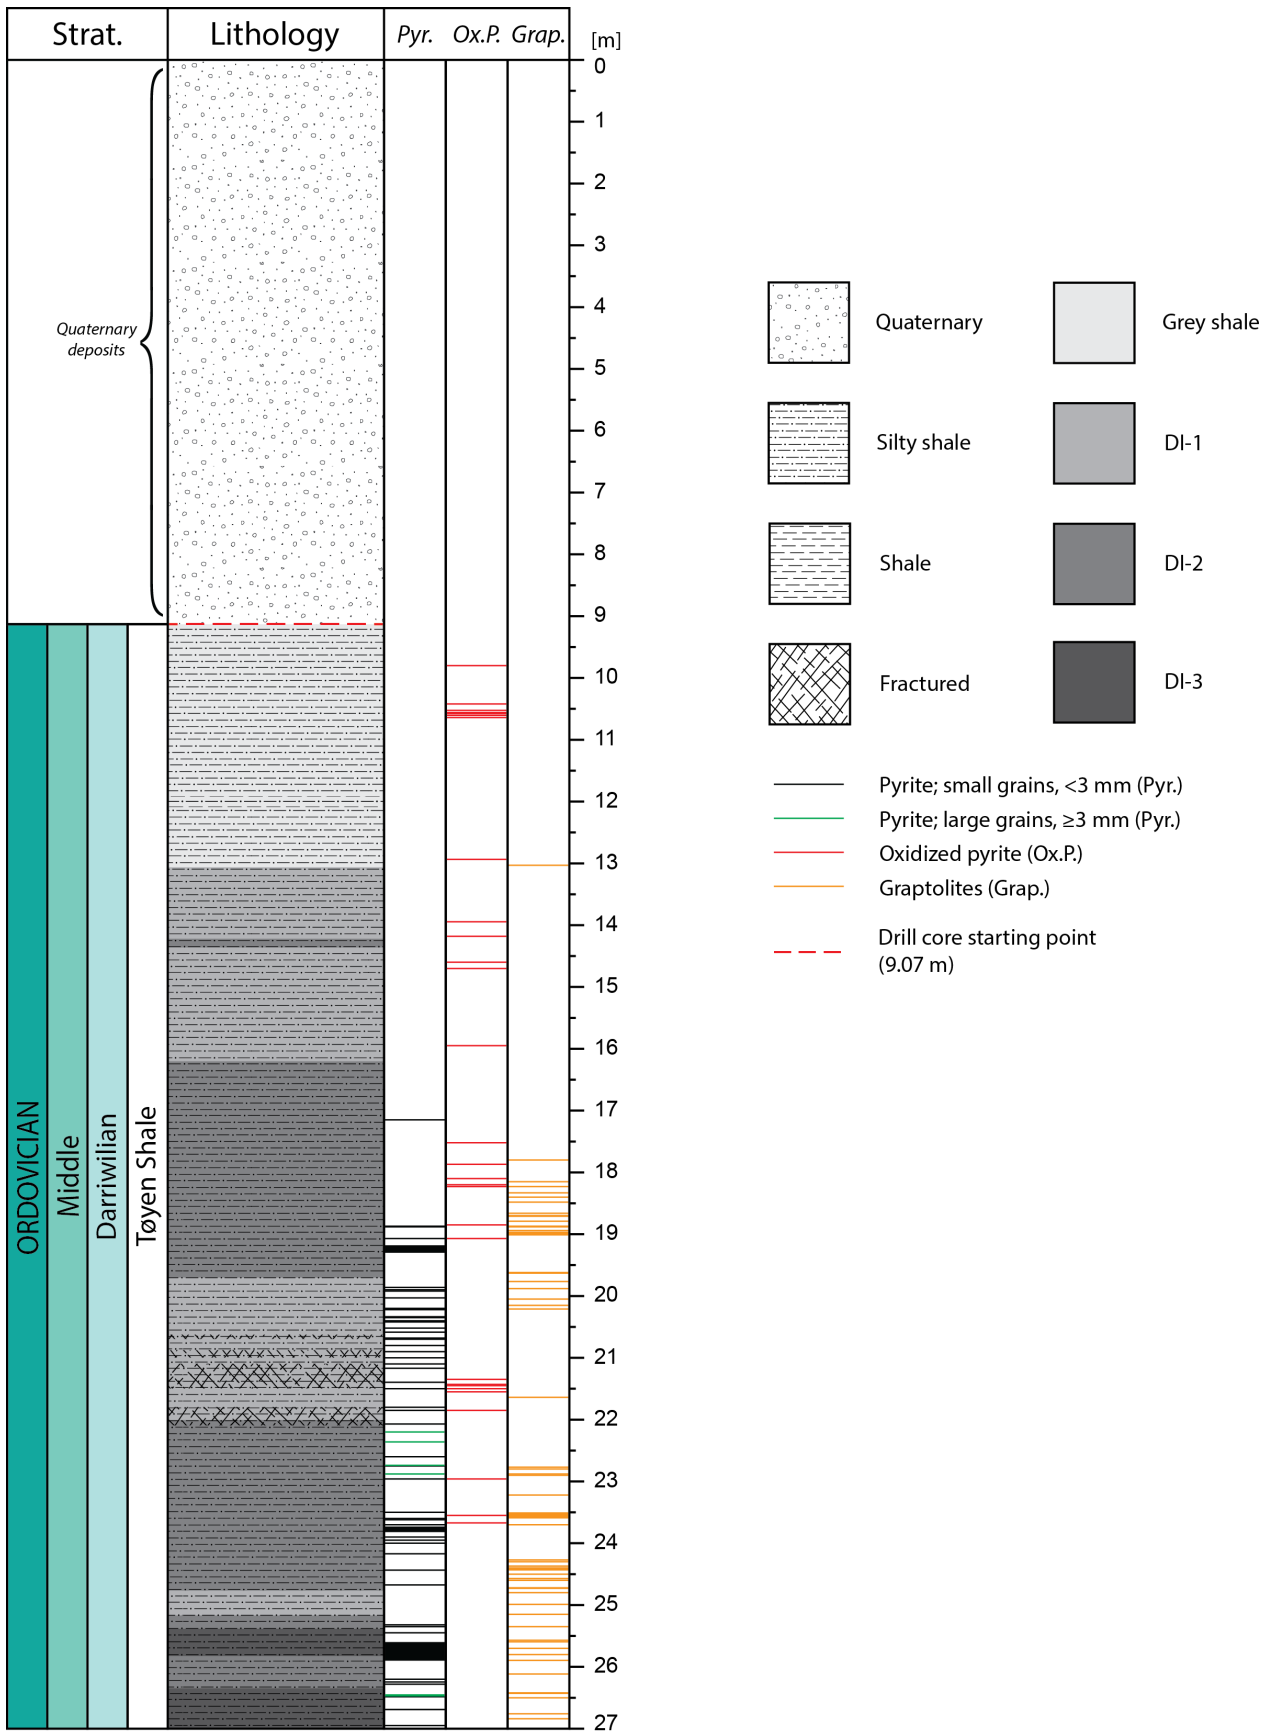 Strat.
Lithology
Pyr.
Ox.P.
Grap.
[m]
0
1
2
3
4
5
6
7
8
9
10
11
12
13
14
15
16
17
18
19
20
21
22
23
24
25
26
27
Quaternary
deposits
ORDOVICIAN
Middle
Darriwilian
Tøyen Shale
Quaternary
Grey shale
Silty shale
DI-1
Shale
DI-2
Fractured
DI-3
Pyrite; small grains, <3 mm (Pyr.)
Pyrite; large grains, ≥3 mm (Pyr.)
Oxidized pyrite (Ox.P.)
Graptolites (Grap.)
Drill core starting point
(9.07 m)